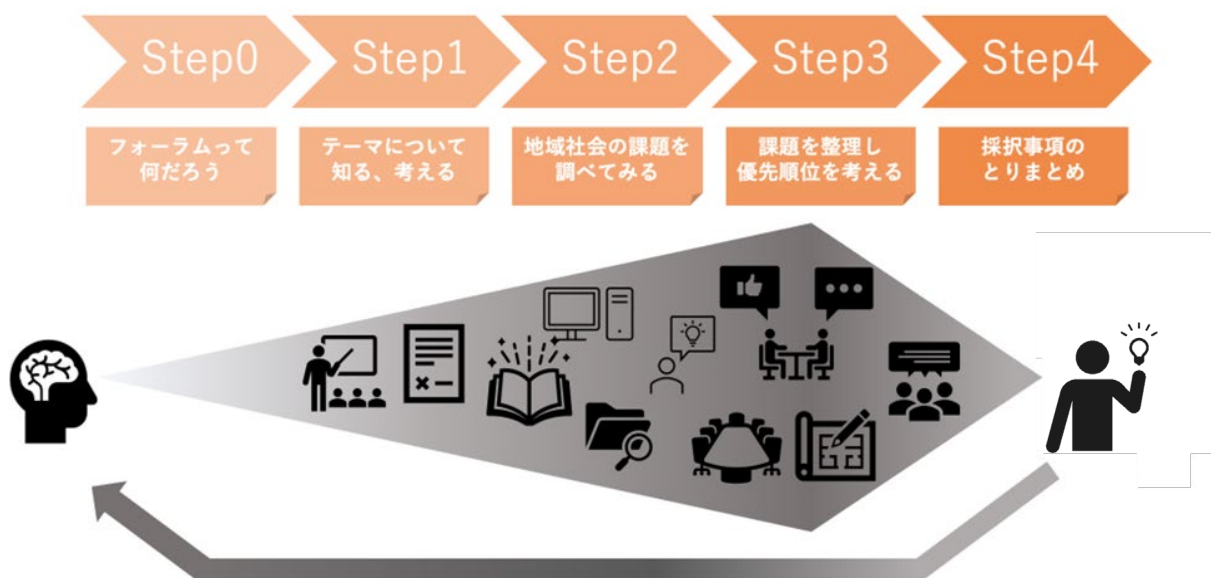 Step0
Step1
Step2
Step3
Step4
フォーラムって
何だろう
テーマについて
知る、考える
地域社会の課題を
調べてみる
課題を整理し
優先順位を考える
採択事項の
とりまとめ